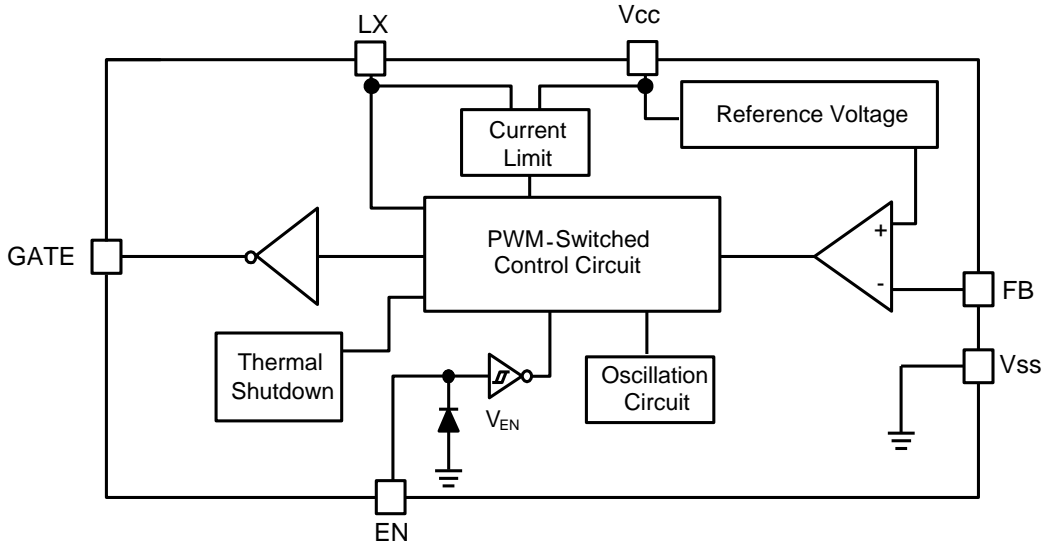 LX
Vcc
Reference Voltage
Current
Limit
PWM-Switched
Control Circuit
+
-
GATE
FB
Thermal
Shutdown
Oscillation
Circuit
Vss
VEN
EN